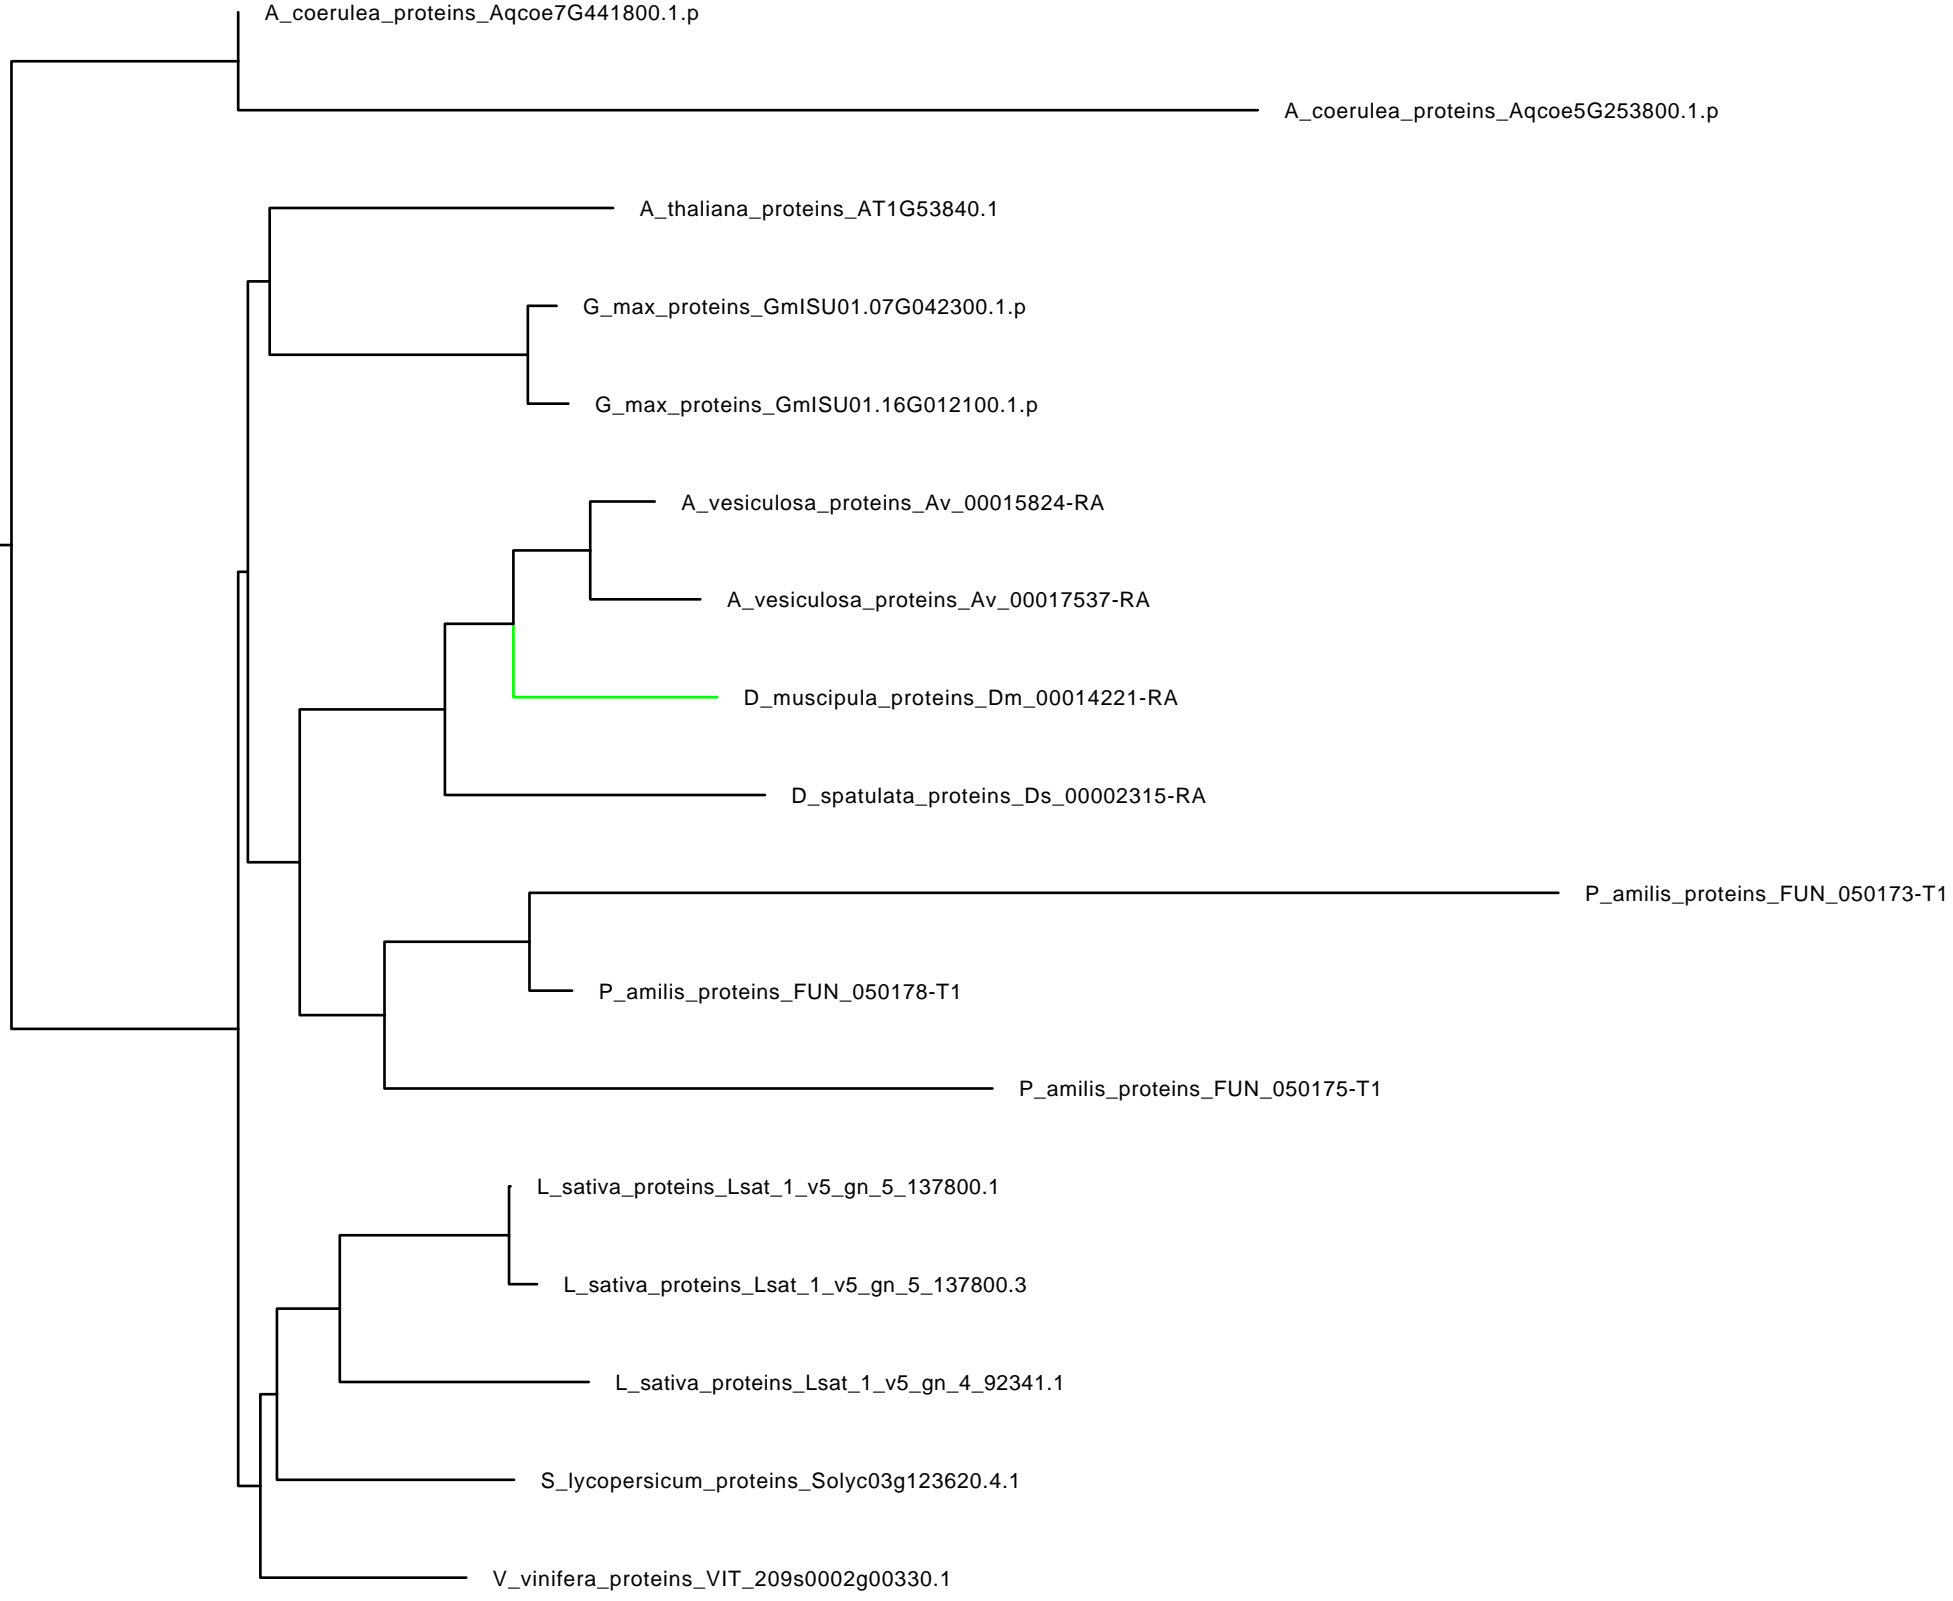 A_coerulea_proteins_Aqcoe7G441800.1.p
A_coerulea_proteins_Aqcoe5G253800.1.p
A_thaliana_proteins_AT1G53840.1
G_max_proteins_GmISU01.07G042300.1.p
G_max_proteins_GmISU01.16G012100.1.p
A_vesiculosa_proteins_Av_00015824-RA
A_vesiculosa_proteins_Av_00017537-RA
D_muscipula_proteins_Dm_00014221-RA
D_spatulata_proteins_Ds_00002315-RA
P_amilis_proteins_FUN_050173-T1
P_amilis_proteins_FUN_050178-T1
P_amilis_proteins_FUN_050175-T1
L_sativa_proteins_Lsat_1_v5_gn_5_137800.1
L_sativa_proteins_Lsat_1_v5_gn_5_137800.3
L_sativa_proteins_Lsat_1_v5_gn_4_92341.1
S_lycopersicum_proteins_Solyc03g123620.4.1
V_vinifera_proteins_VIT_209s0002g00330.1